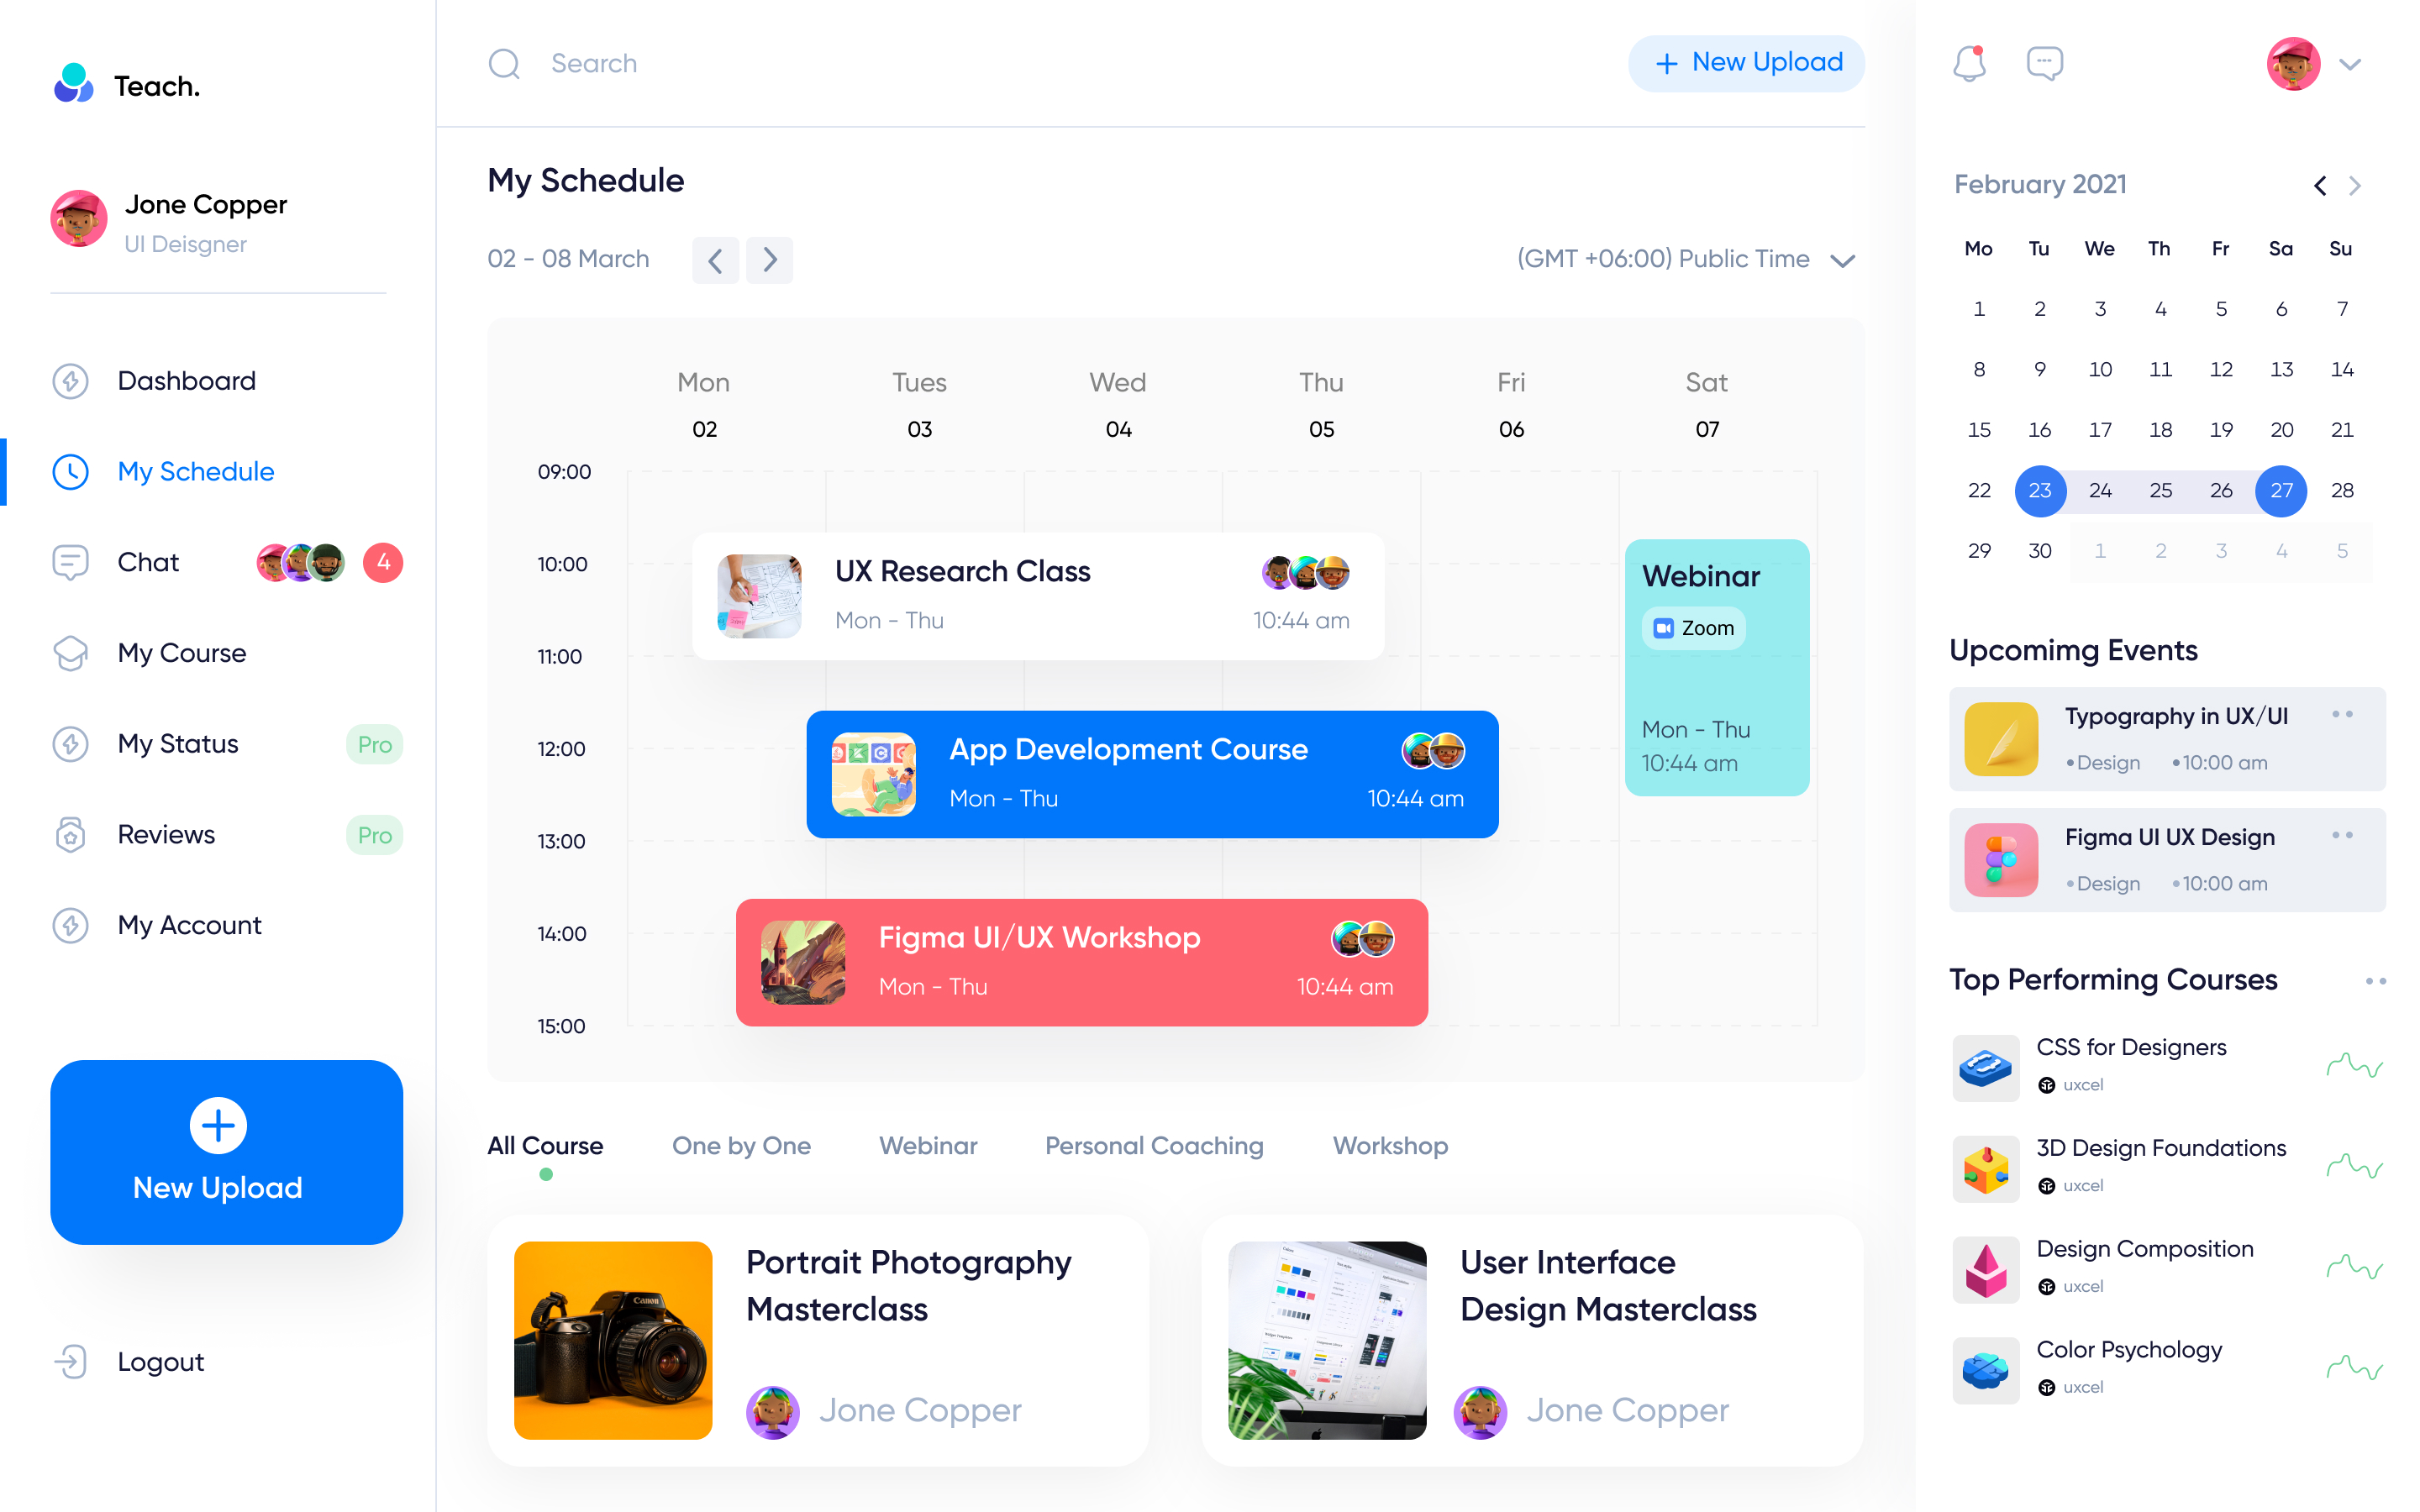 Teach.
Jone Copper
UI Deisgner
Dashboard
My Schedule
Chat
4
My Course
My Status
Pro
Reviews
Pro
My Account
New Upload
Logout
Search
New Upload
My Schedule
02 - 08 March
(GMT +06:00) Public Time
Mon Tues Wed Thu Fri Sat
02 03 04 05 06 07
09:00
10:00
11:00
12:00
13:00
14:00
15:00
UX Research Class
Mon - Thu
10:44 am
App Development Course
Mon - Thu
10:44 am
Figma UI/UX Workshop
Mon - Thu
10:44 am
Webinar
Zoom
Mon - Thu
10:44 am
All Course
One by One
Webinar
Personal Coaching
Workshop
Canon
Portrait Photography
Masterclass
Jone Copper
User Interface
Design Masterclass
Jone Copper
February 2021
Mo Tu We Th Fr Sa Su
1 2 3 4 5 6 7
8 9 10 11 12 13 14
15 16 17 18 19 20 21
22 23 24 25 26 27 28
29 30 1 2 3 4 5
Upcomimg Events
Typography in UX/UI
•Design •10:00 am
Figma UI UX Design
•Design •10:00 am
Top Performing Courses
CSS for Designers
uxcel
3D Design Foundations
uxcel
Design Composition
uxcel
Color Psychology
uxcel